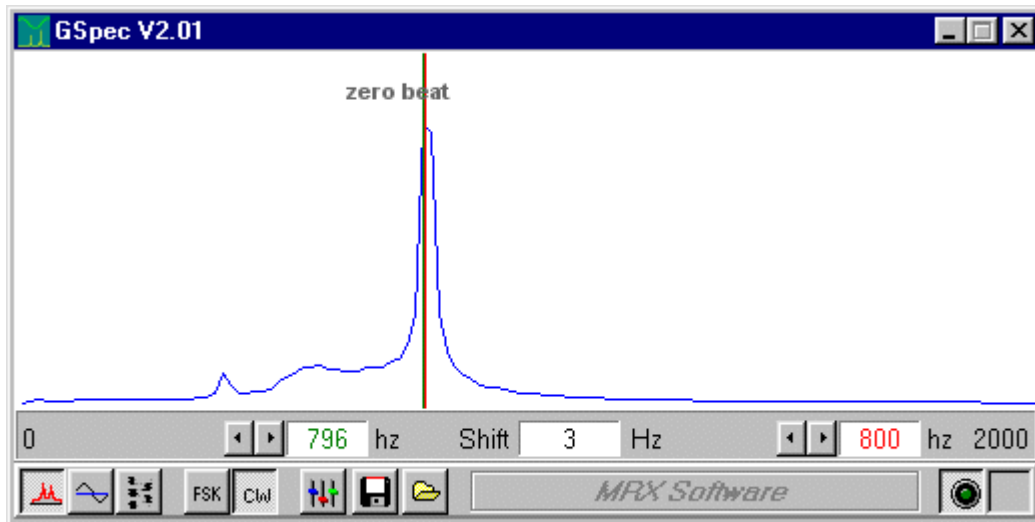 GSpec V2.01
zero beat
0 796 hz Shift 3 Hz 800 hz 2000
FSK CW MRX Software